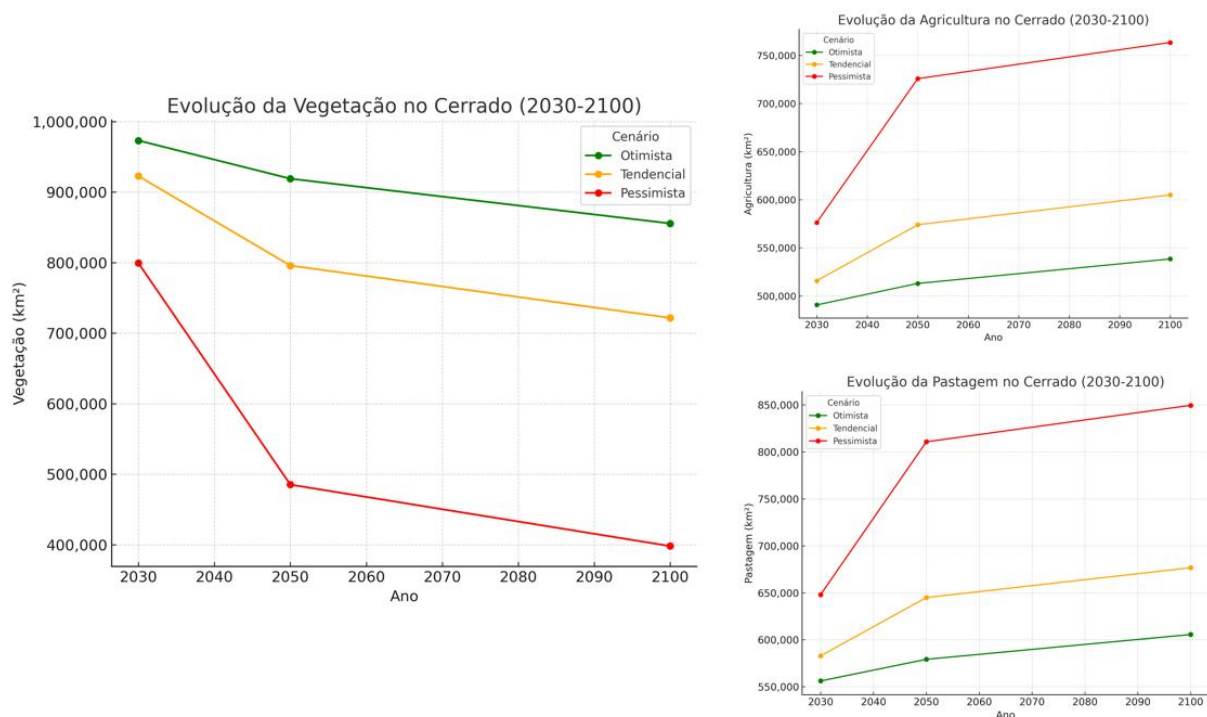 Evolução da Vegetação no Cerrado (2030-2100)
1,000,000
900,000
800,000
700,000
600,000
500,000
400,000
Vegetação (km²)
Cenário
Otimista
Tendencial
Pessimista
2030 2040 2050 2060 2070 2080 2090 2100
Ano
Evolução da Agricultura no Cerrado (2030-2100)
Cenário
Otimista
Tendencial
Pessimista
750,000
700,000
650,000
600,000
550,000
500,000
Agricultura (km²)
2030 2040 2050 2060 2070 2080 2090 2100
Ano
Evolução da Pastagem no Cerrado (2030-2100)
Cenário
Otimista
Tendencial
Pessimista
850,000
800,000
750,000
700,000
650,000
600,000
550,000
Pastagem (km²)
2030 2040 2050 2060 2070 2080 2090 2100
Ano